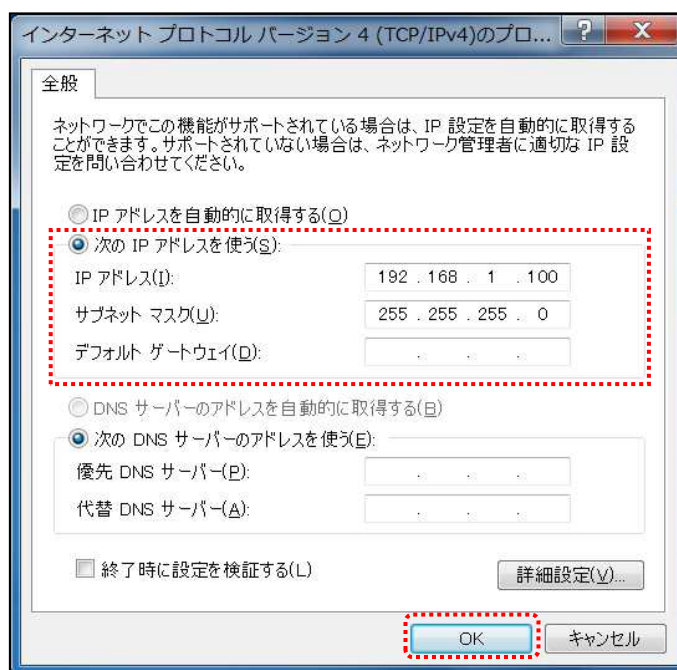 インターネット プロトコル バージョン 4 (TCP/IPv4)のプロ...
全般
ネットワークでこの機能がサポートされている場合は、IP 設定を自動的に取得する
ことができます。サポートされていない場合は、ネットワーク管理者に適切な IP 設
定を問い合わせてください。
IP アドレスを自動的に取得する(O)
次の IP アドレスを使う(S):
IP アドレス(I): 192 . 168 . 1 . 100
サブネット マスク(U): 255 . 255 . 255 . 0
デフォルト ゲートウェイ(D): . . .
DNS サーバーのアドレスを自動的に取得する(B)
次の DNS サーバーのアドレスを使う(E):
優先 DNS サーバー(P): . . .
代替 DNS サーバー(A): . . .
終了時に設定を検証する(L) 詳細設定(V)...
OK キャンセル